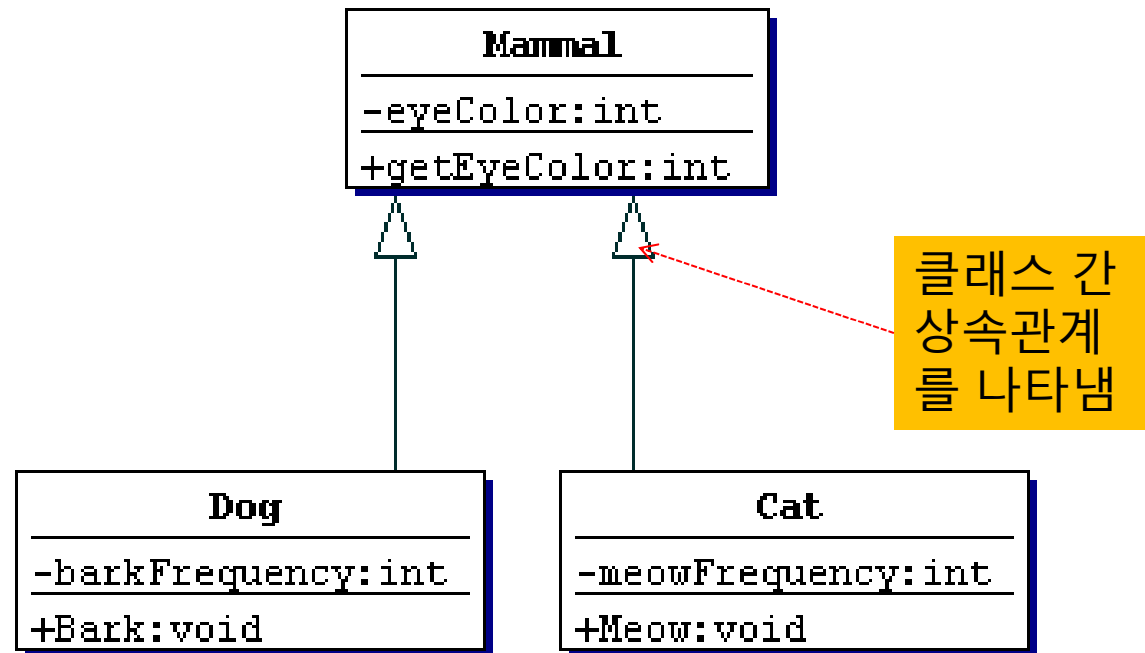 Mammal
-eyeColor:int
+getEyeColor:int
클래스 간
상속관계
를 나타냄
Dog
-barkFrequency:int
+Bark:void
Cat
-meowFrequency:int
+Meow:void